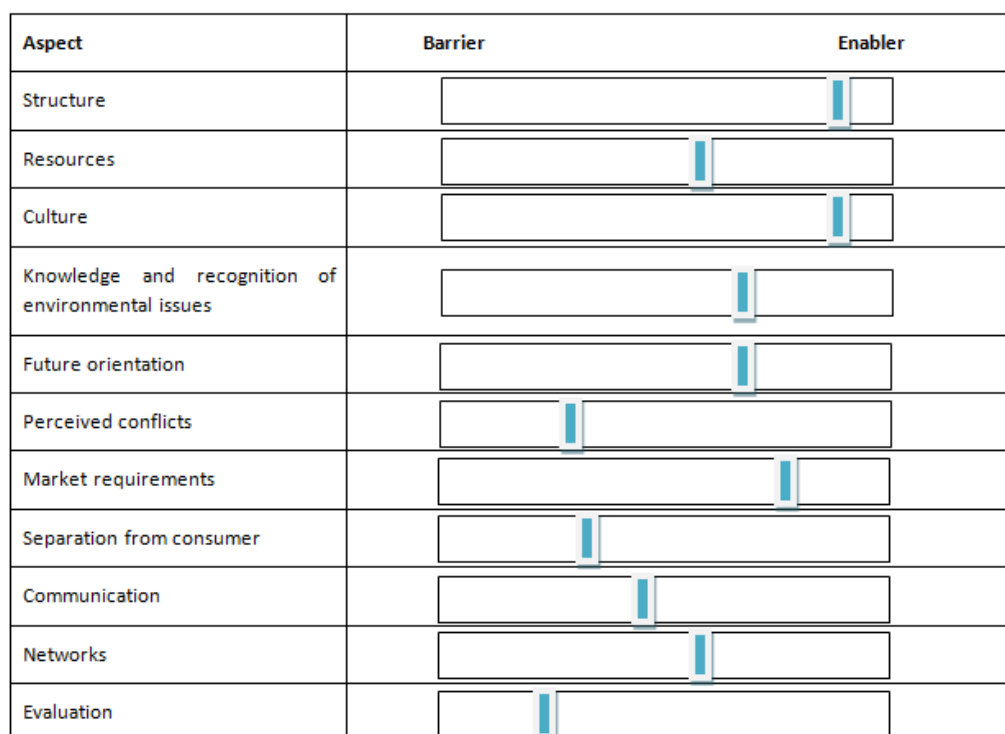 Aspect Barrier Enabler
Structure
Resources
Culture
Knowledge and recognition of
environmental issues
Future orientation
Perceived conflicts
Market requirements
Separation from consumer
Communication
Networks
Evaluation